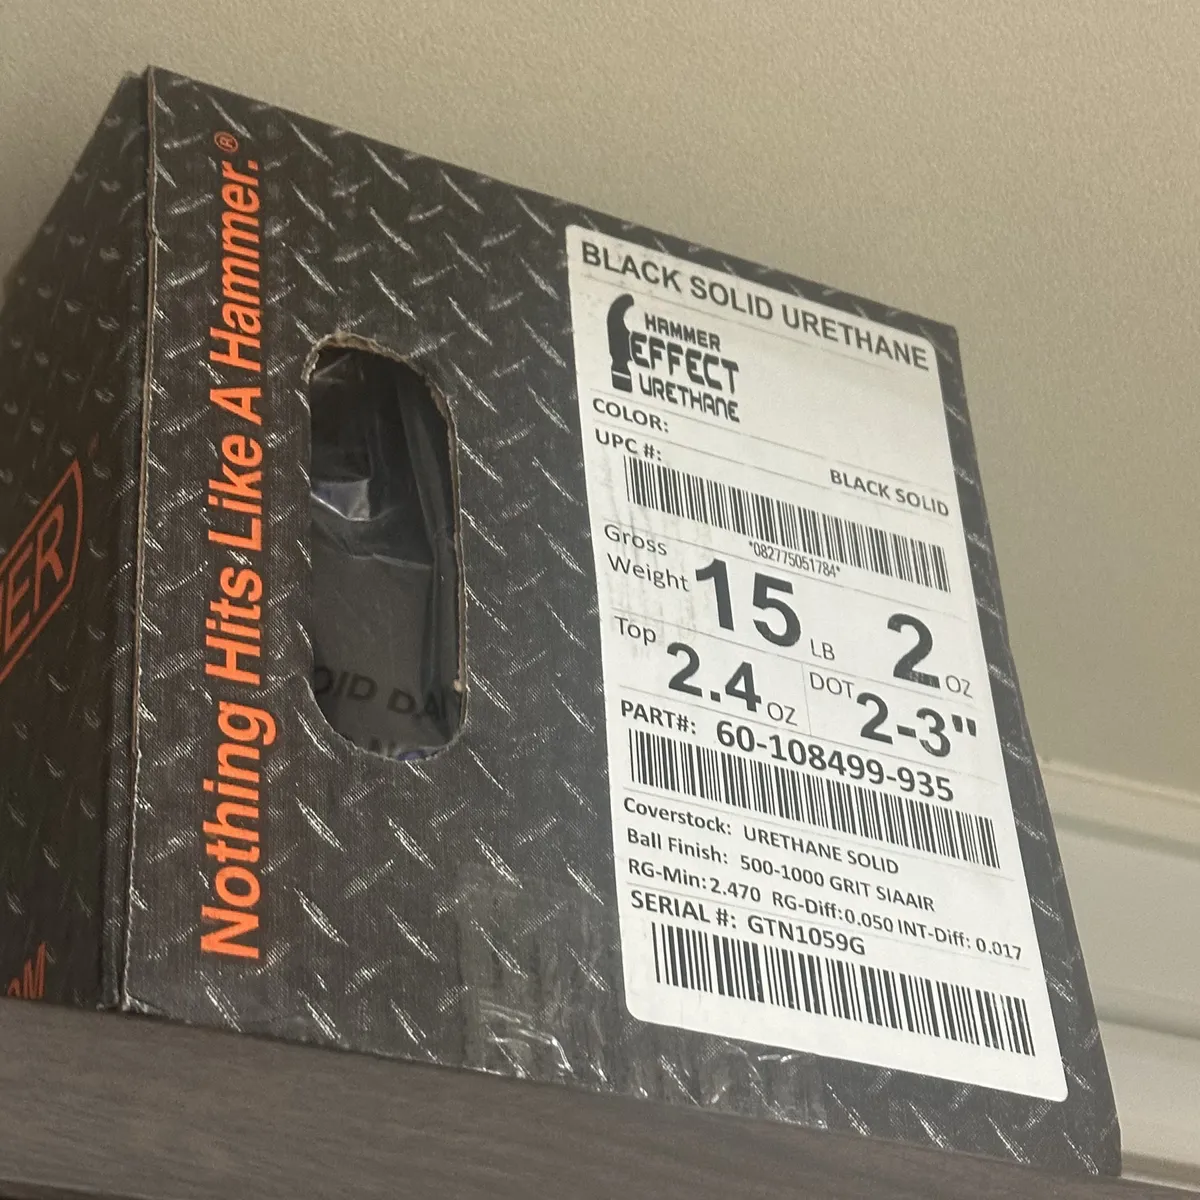 Nothing Hits Like A Hammer.®
BLACK SOLID URETHANE
HAMMER
EFFECT
URETHANE
COLOR:
BLACK SOLID
UPC #:
*082775051784*
Gross Weight 15 LB 2 OZ
Top 2.4 OZ DOT 2-3"
PART#: 60-108499-935
Coverstock: URETHANE SOLID
Ball Finish: 500-1000 GRIT SIAAIR
RG-Min:2.470 RG-Diff:0.050 INT-Diff: 0.017
SERIAL #: GTN1059G